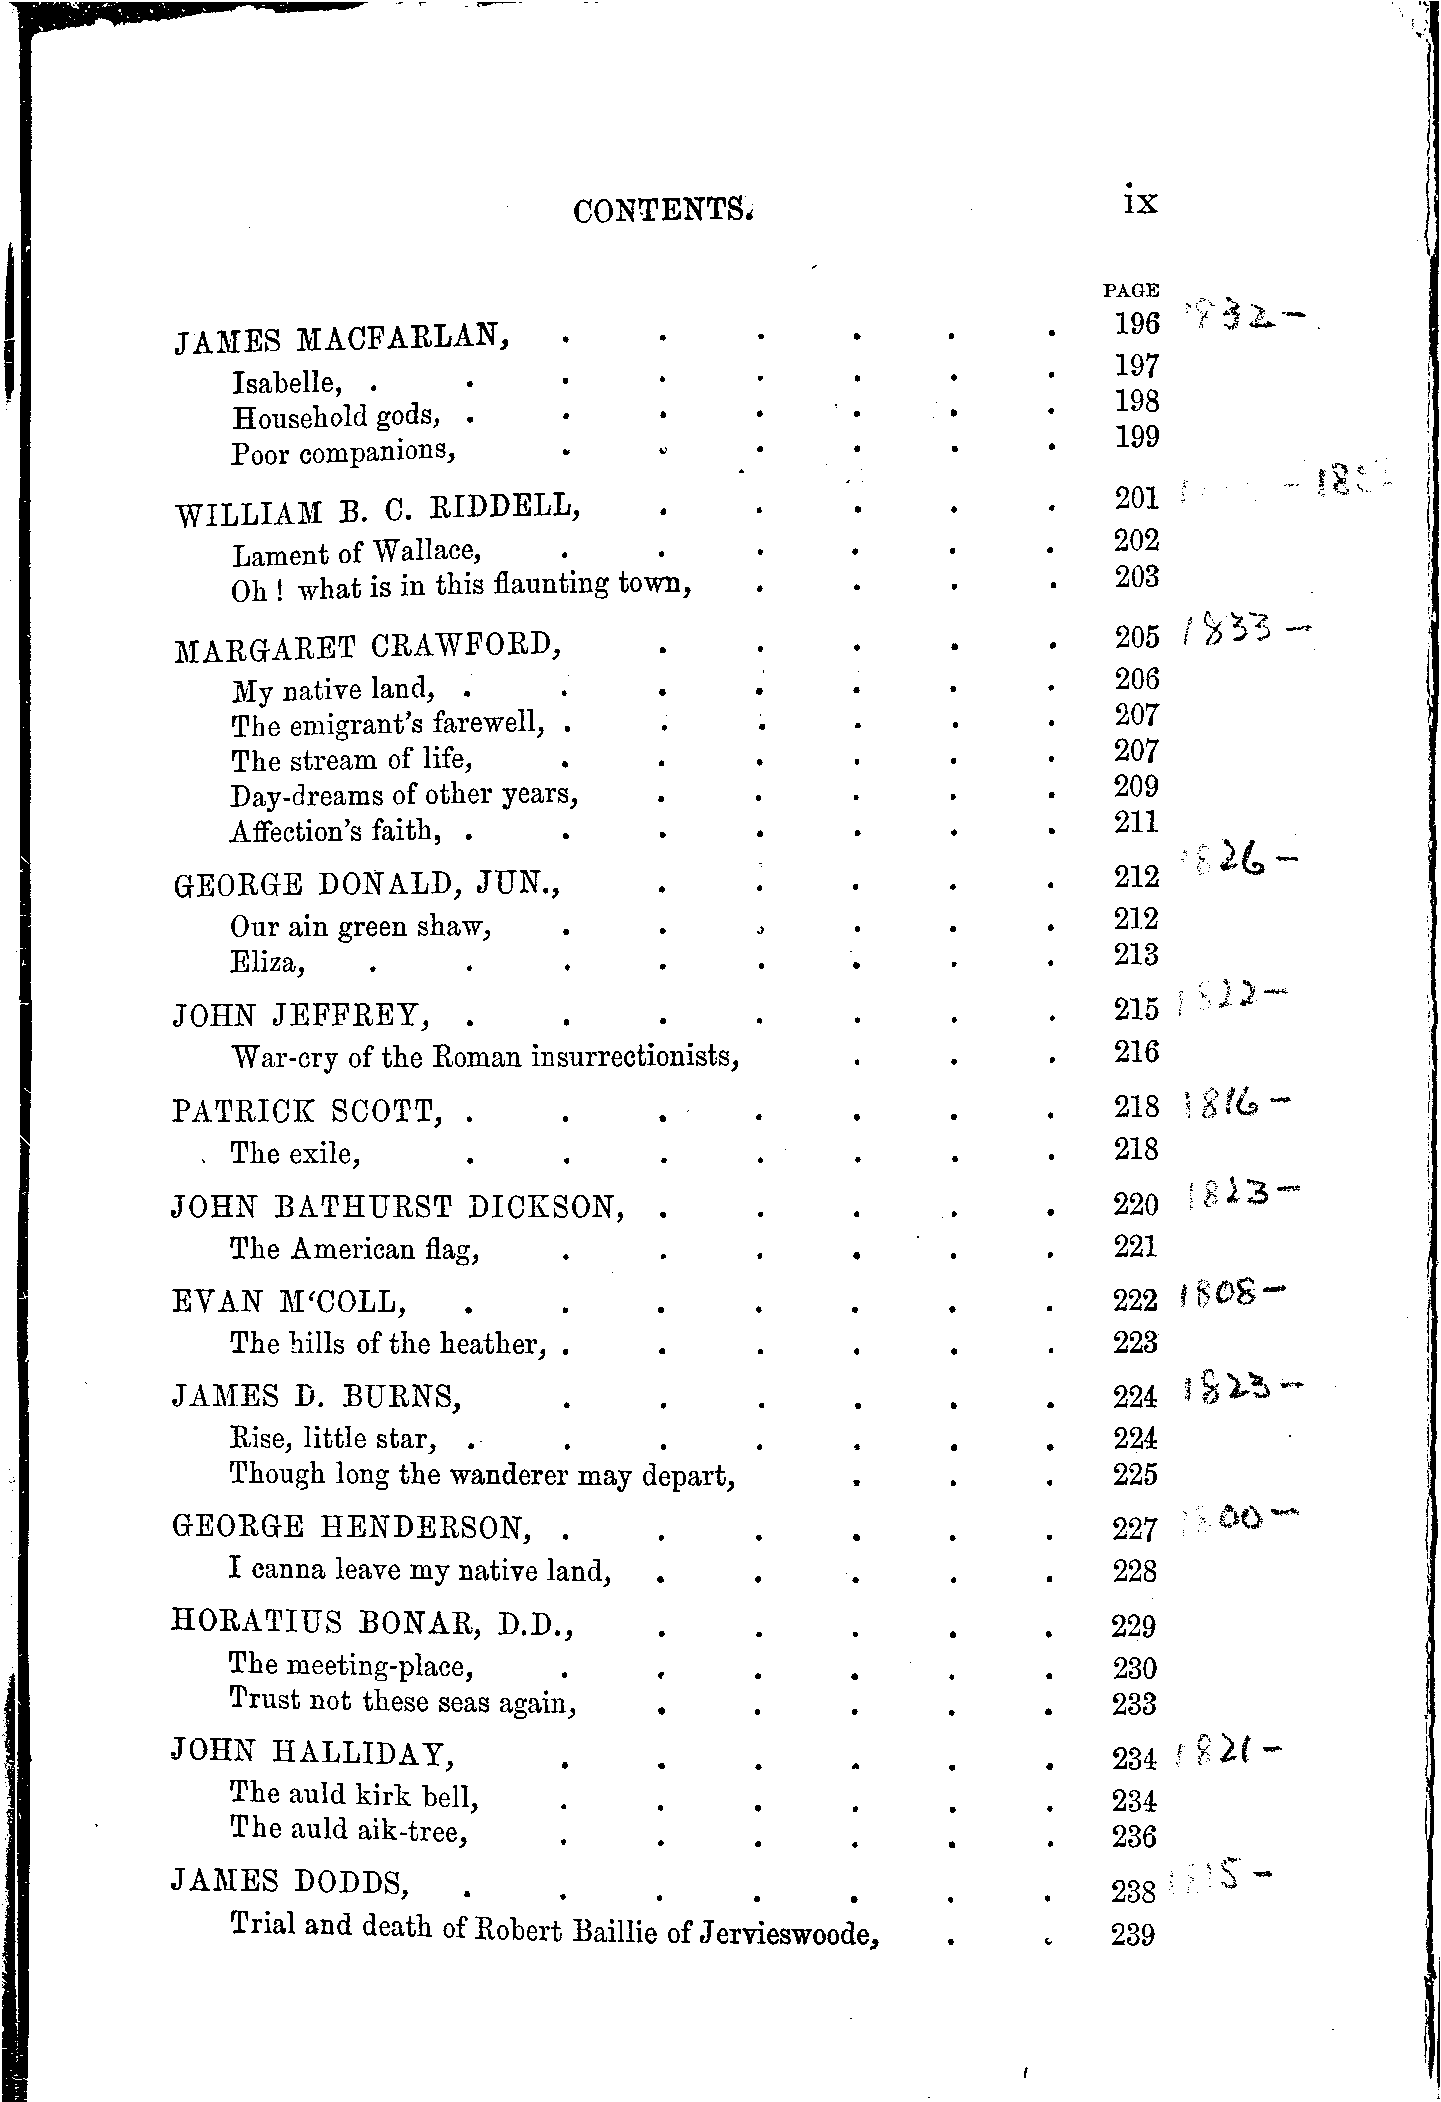 CONTENTS. ix
PAGE
JAMES MACFARLAN, . . . . . . 196 1832-
Isabelle, . . . . . . . . 197
Household gods, . . . . . . . 198
Poor companions, . . . . . . 199
WILLIAM B. C. RIDDELL, . . . . . 201
Lament of Wallace, . . . . . . 202
Oh ! what is in this flaunting town, . . . . 203
MARGARET CRAWFORD, . . . . . 205 1833-
My native land, . . . . . . . 206
The emigrant's farewell, . . . . . . 207
The stream of life, . . . . . . 207
Day-dreams of other years, . . . . . 209
Affection's faith, . . . . . . . 211
GEORGE DONALD, JUN., . . . . . 212 1826-
Our ain green shaw, . . . . . . 212
Eliza, . . . . . . . . 213
JOHN JEFFREY, . . . . . . . 215 1822-
War-cry of the Roman insurrectionists, . . . 216
PATRICK SCOTT, . . . . . . . 218 1816-
The exile, . . . . . . . 218
JOHN BATHURST DICKSON, . . . . . 220 1823-
The American flag, . . . . . . 221
EVAN M'COLL, . . . . . . . 222 1808-
The hills of the heather, . . . . . . 223
JAMES D. BURNS, . . . . . . 224 1823-
Rise, little star, . . . . . . . 224
Though long the wanderer may depart, . . . 225
GEORGE HENDERSON, . . . . . . 227 1800-
I canna leave my native land, . . . . . 228
HORATIUS BONAR, D.D., . . . . . 229
The meeting-place, . . . . . . 230
Trust not these seas again, . . . . . 233
JOHN HALLIDAY, . . . . . . 234 1821-
The auld kirk bell, . . . . . . 234
The auld aik-tree, . . . . . . 236
JAMES DODDS, . . . . . . . 238 1815-
Trial and death of Robert Baillie of Jervieswoode, . . 239